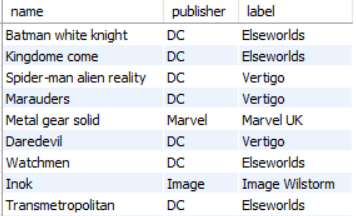 name publisher label
Batman white knight DC Elseworlds
Kingdome come DC Elseworlds
Spider-man alien reality DC Vertigo
Marauders DC Vertigo
Metal gear solid Marvel Marvel UK
Daredevil DC Vertigo
Watchmen DC Elseworlds
Inok Image Image Wilstorm
Transmetropolitan DC Elseworlds